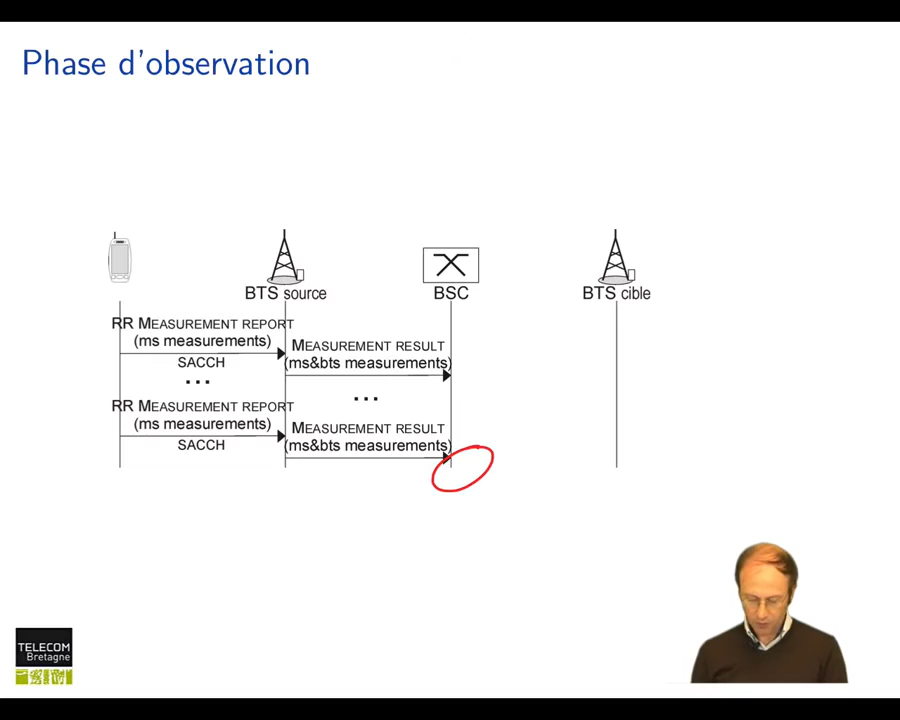 Phase d'observation
BTS source
BSC
BTS cible
RR MEASUREMENT REPORT
(ms measurements)
SACCH
MEASUREMENT RESULT
(ms&bts measurements)
...
...
RR MEASUREMENT REPORT
(ms measurements)
SACCH
MEASUREMENT RESULT
(ms&bts measurements)
TELECOM
Bretagne